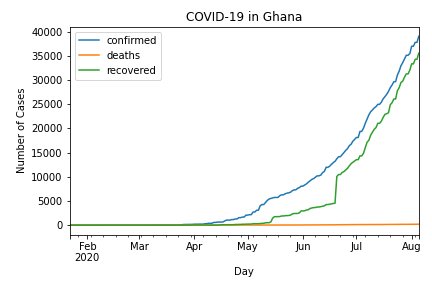 COVID-19 in Ghana
confirmed
deaths
recovered
Number of Cases
40000
35000
30000
25000
20000
15000
10000
5000
0
Feb Mar Apr May Jun Jul Aug
2020
Day